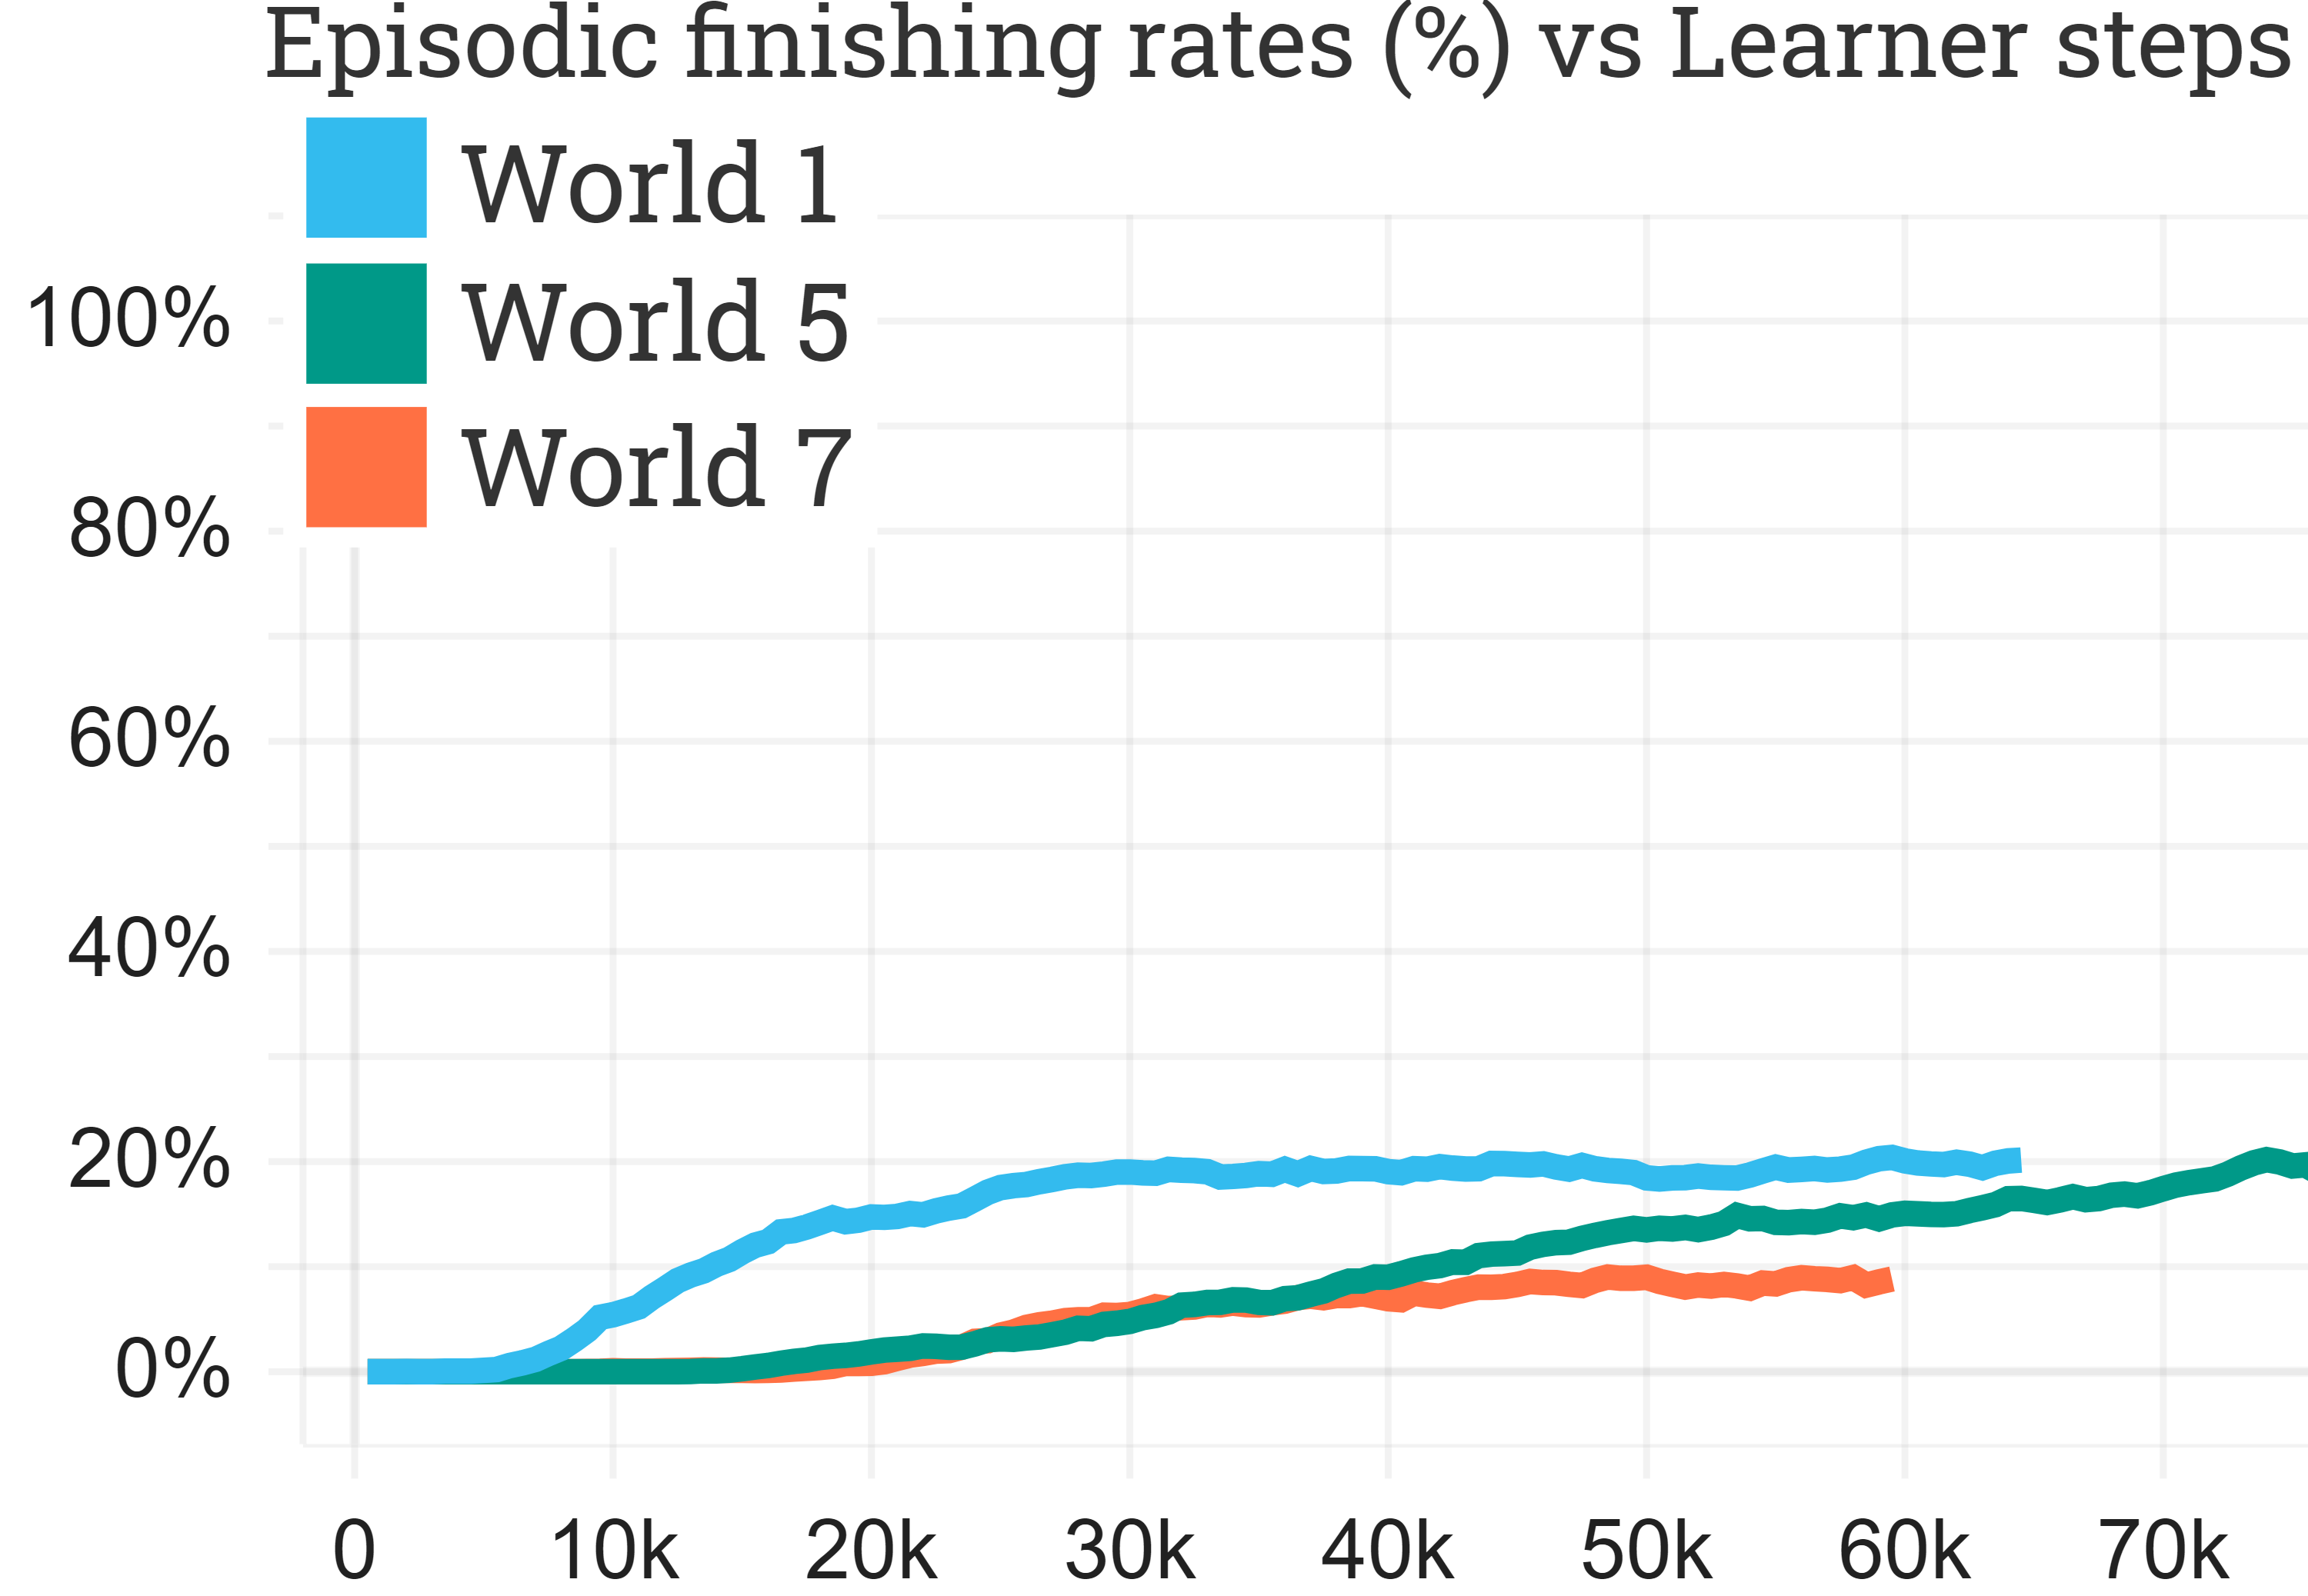 Episodic finishing rates (%) vs Learner steps
World 1
World 5
World 7
100%
80%
60%
40%
20%
0%
0 10k 20k 30k 40k 50k 60k 70k